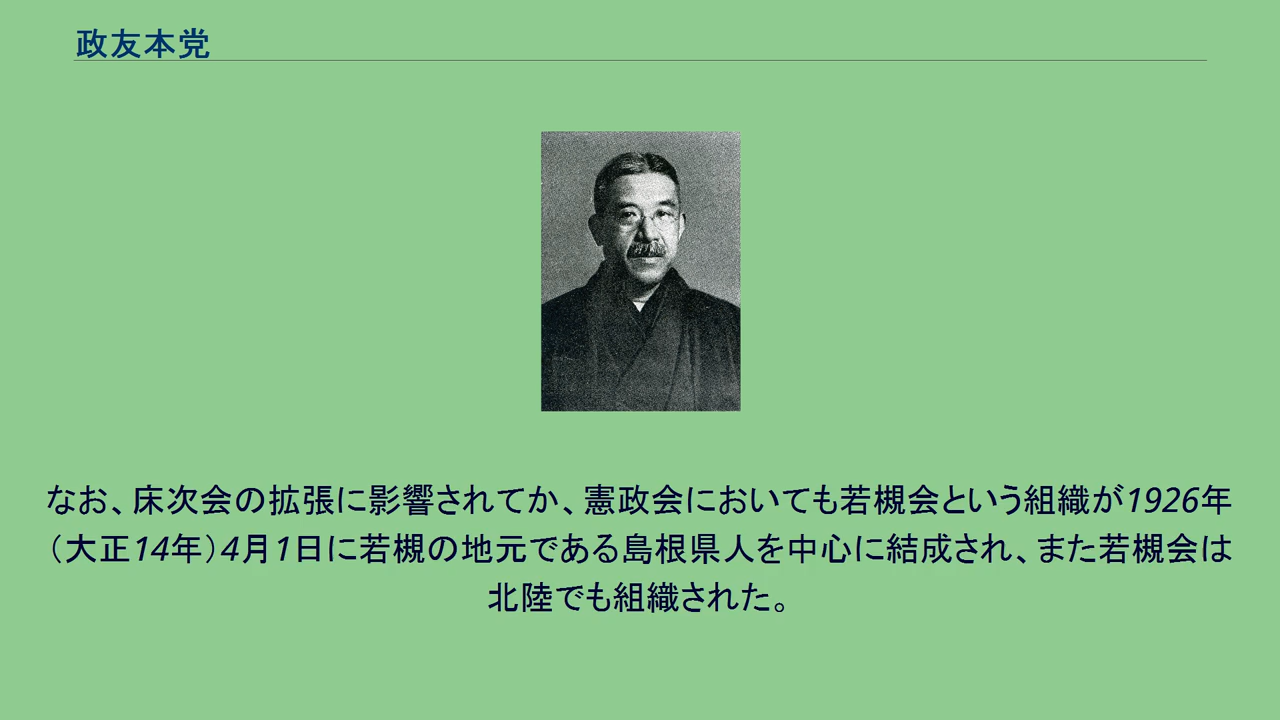 政友本党
なお、床次会の拡張に影響されてか、憲政会においても若槻会という組織が1926年
（大正14年）4月1日に若槻の地元である島根県人を中心に結成され、また若槻会は
北陸でも組織された。